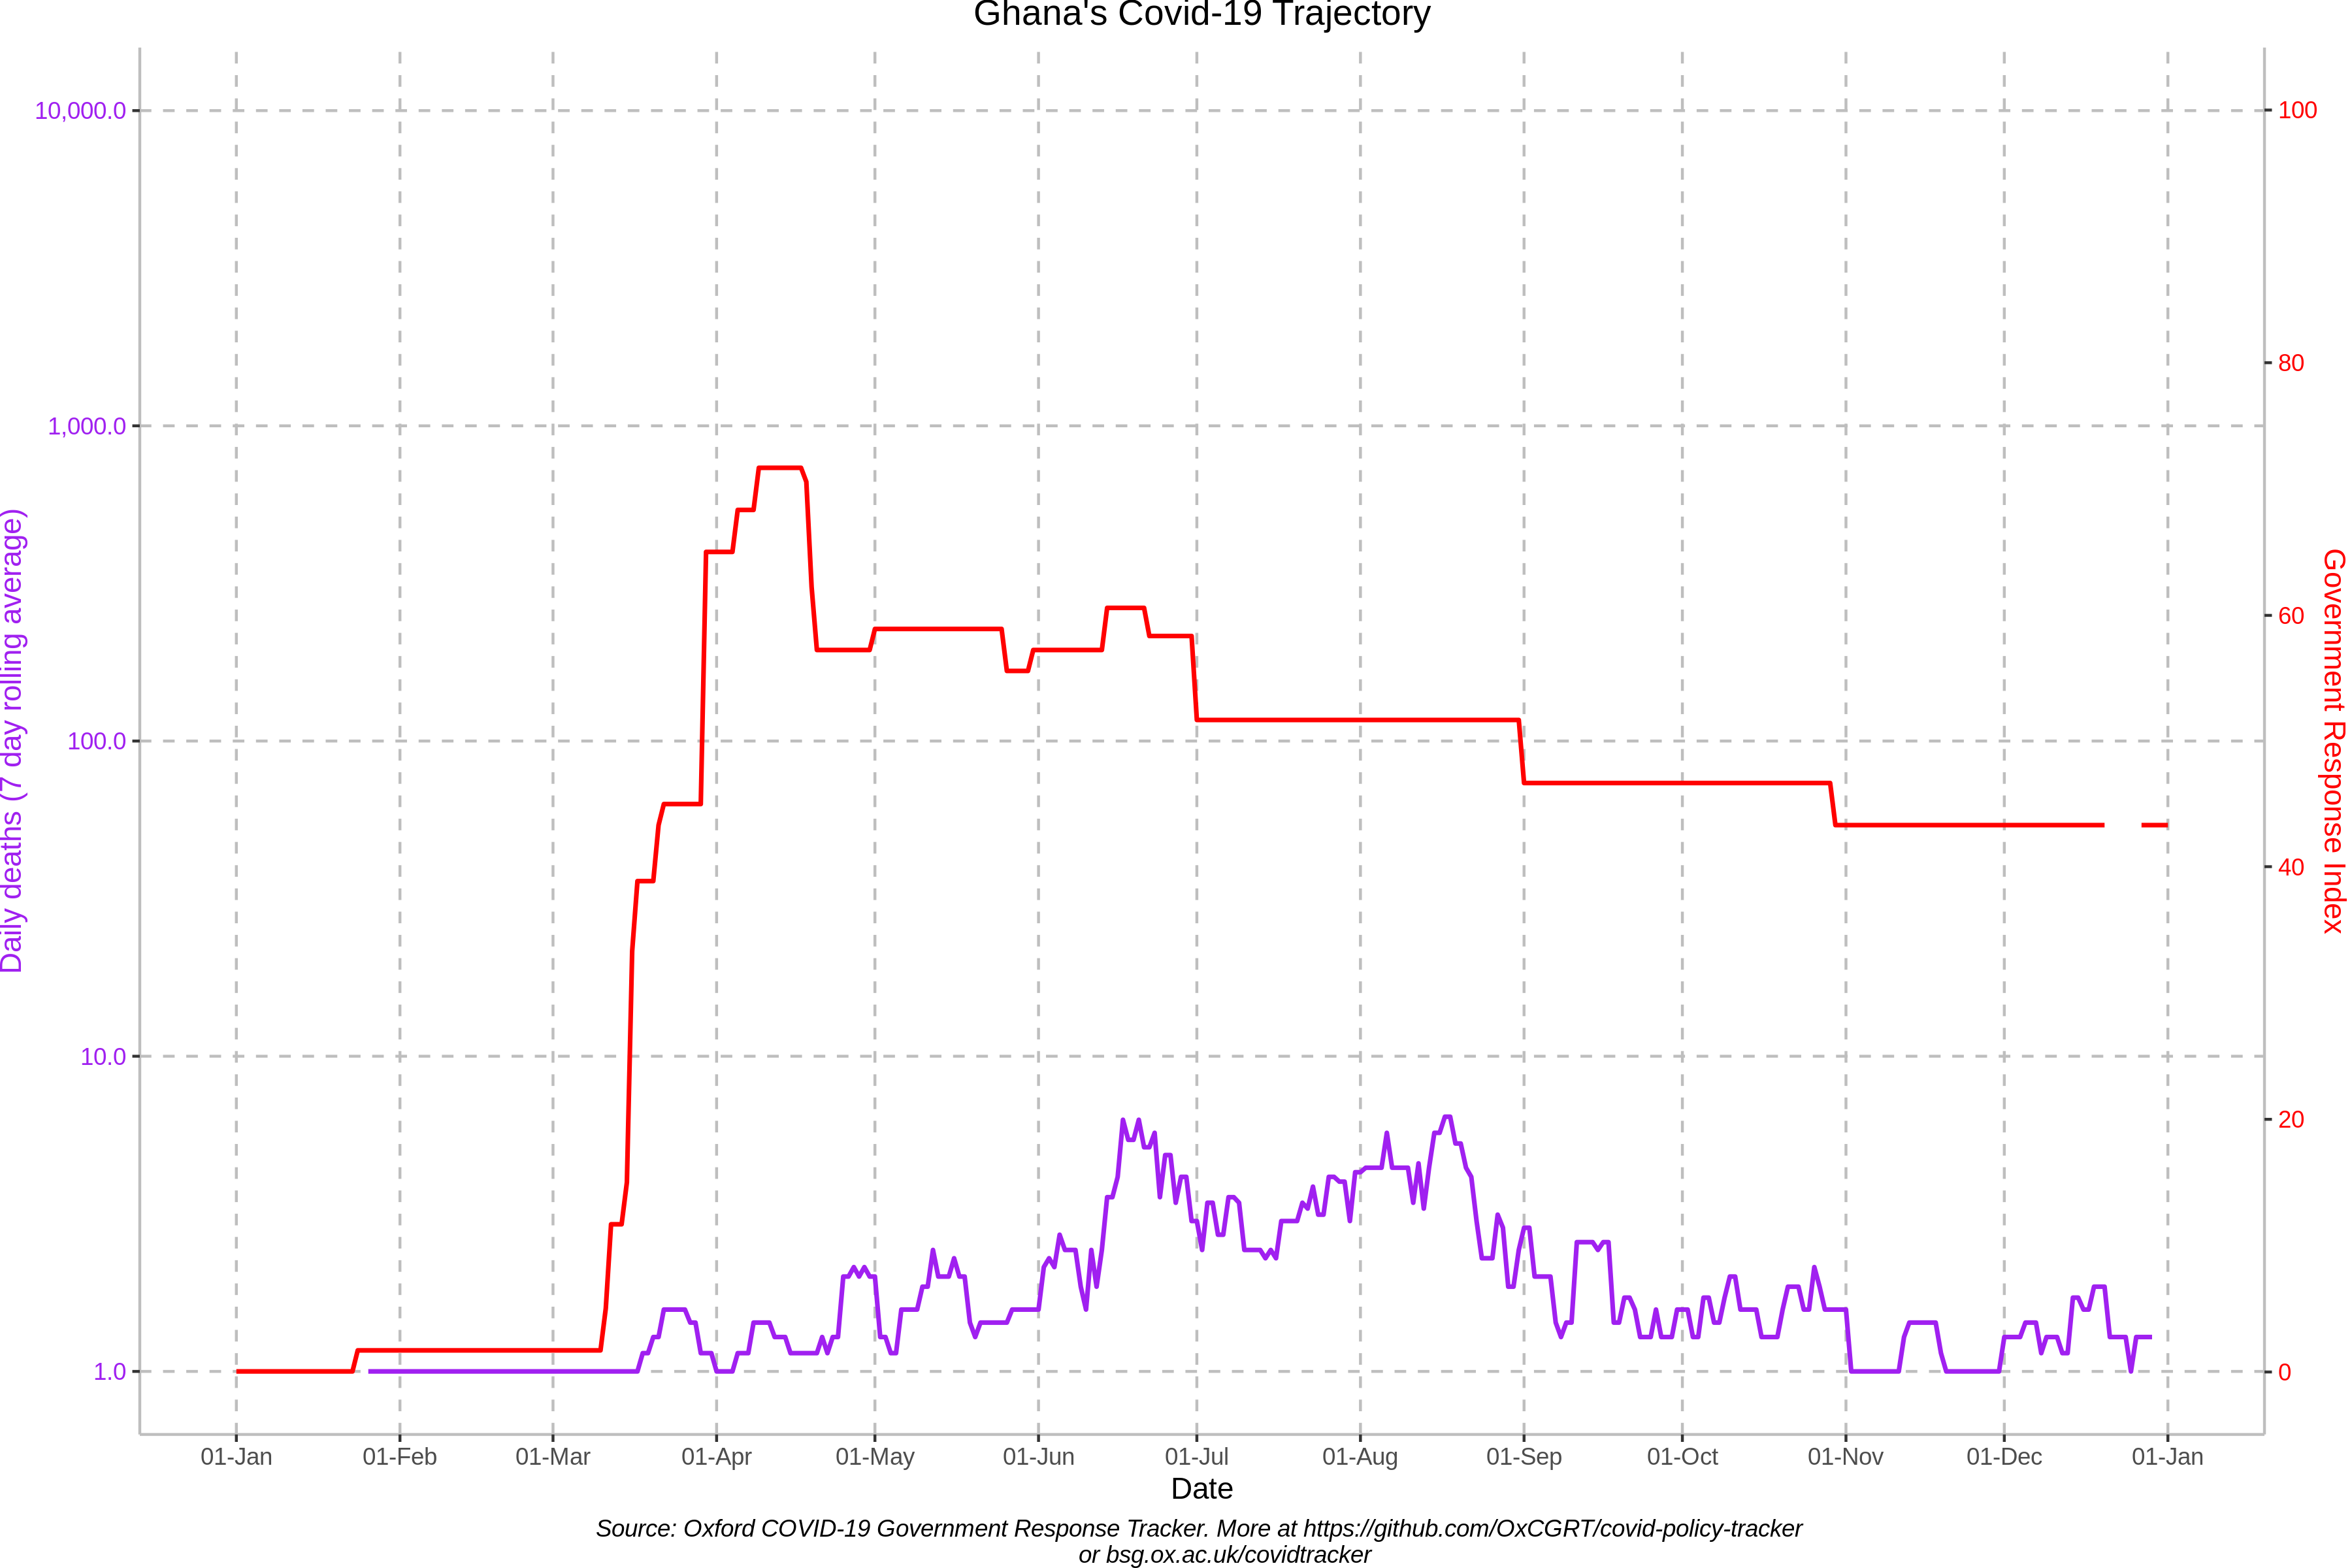 Ghana's Covid-19 Trajectory
10,000.0
1,000.0
100.0
10.0
1.0
Daily deaths (7 day rolling average)
100
80
60
40
20
0
Government Response Index
01-Jan 01-Feb 01-Mar 01-Apr 01-May 01-Jun 01-Jul 01-Aug 01-Sep 01-Oct 01-Nov 01-Dec 01-Jan
Date
Source: Oxford COVID-19 Government Response Tracker. More at https://github.com/OxCGRT/covid-policy-tracker
or bsg.ox.ac.uk/covidtracker